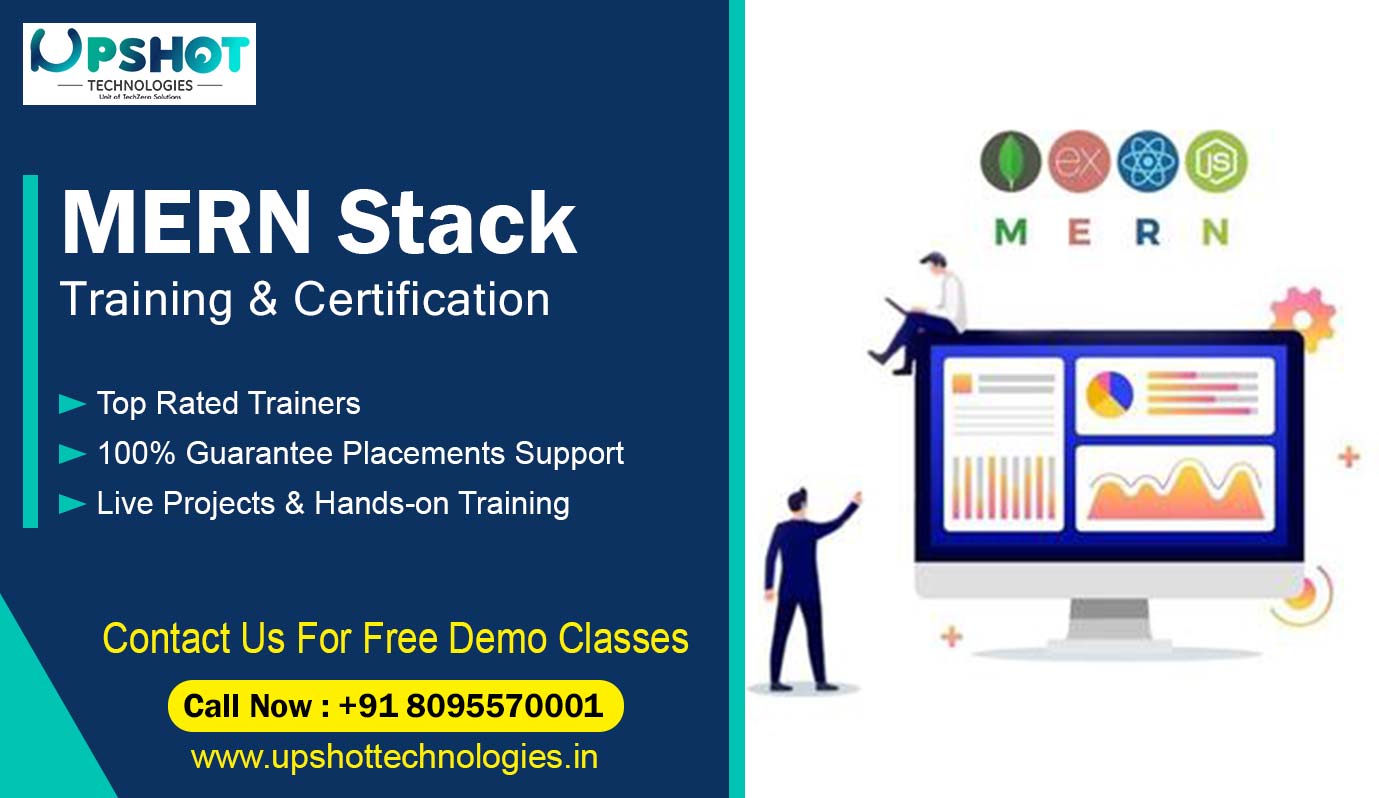 UPSHOT
TECHNOLOGIES
Unit of TechZero Solutions
MERN Stack
Training & Certification
Top Rated Trainers
100% Guarantee Placements Support
Live Projects & Hands-on Training
Contact Us For Free Demo Classes
Call Now : +91 8095570001
www.upshottechnologies.in
ex JS
M E R N